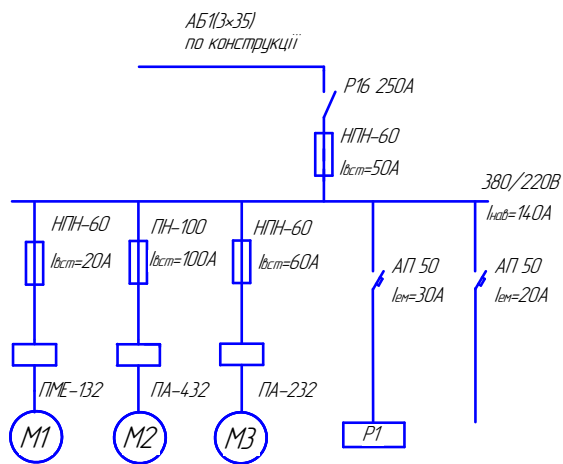 АБ1(3×35)
по конструкції
Р16 250А
НПН-60
Iвст=50А
380/220В
Iнав=140А
НПН-60
Iвст=20А
ПН-100
Iвст=100А
НПН-60
Iвст=60А
АП 50
Iем=30А
АП 50
Iем=20А
ПМЕ-132
ПА-432
ПА-232
М1
М2
М3
Р1